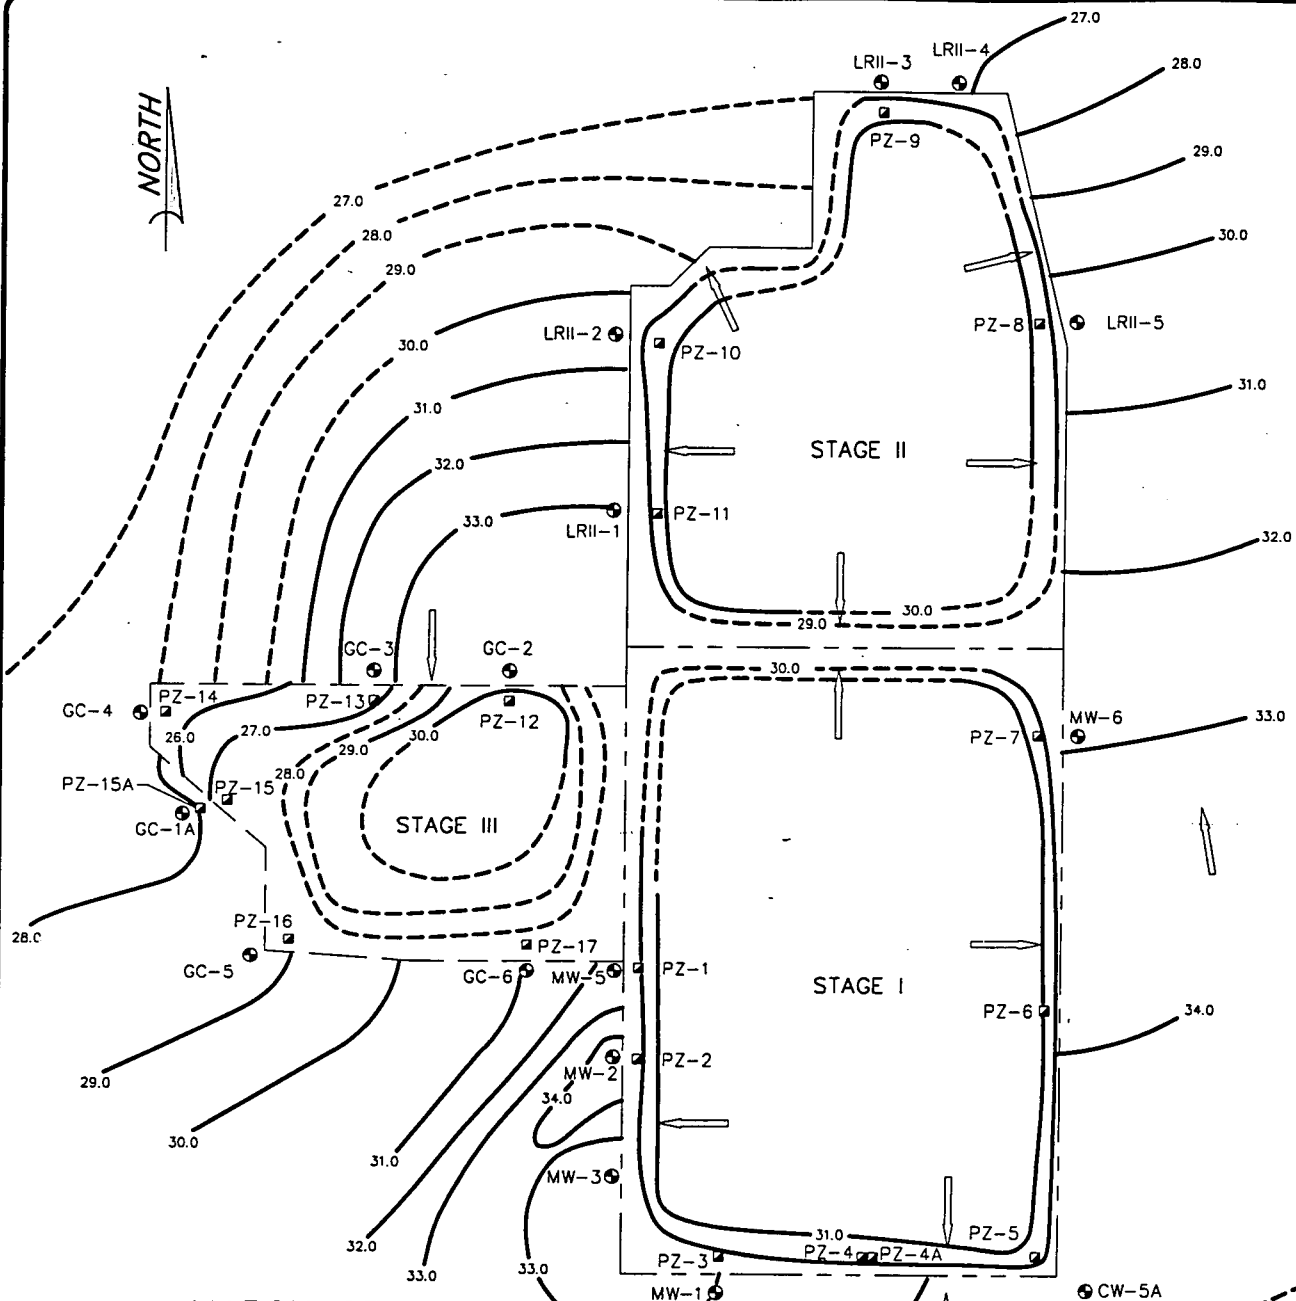 27.0
LRII-4
LRII-3
28.0
NORTH
PZ-9
29.0
27.0
28.0
30.0
29.0
PZ-8
LRII-5
LRII-2
30.0
PZ-10
31.0
31.0
STAGE II
32.0
LRII-1
33.0
PZ-11
32.0
30.0
29.0
GC-3
GC-2
30.0
PZ-14
PZ-13
GC-4
PZ-12
MW-6
33.0
26.0
27.0
30.0
PZ-7
29.0
28.0
PZ-15A
PZ-15
GC-1A
STAGE III
PZ-16
28.0
PZ-17
GC-5
GC-6
MW-5
PZ-1
STAGE I
PZ-6
34.0
PZ-2
MW-2
29.0
34.0
30.0
31.0
MW-3
31.0
PZ-5
32.0
PZ-3
PZ-4
PZ-4A
33.0
33.0
MW-1
CW-5A